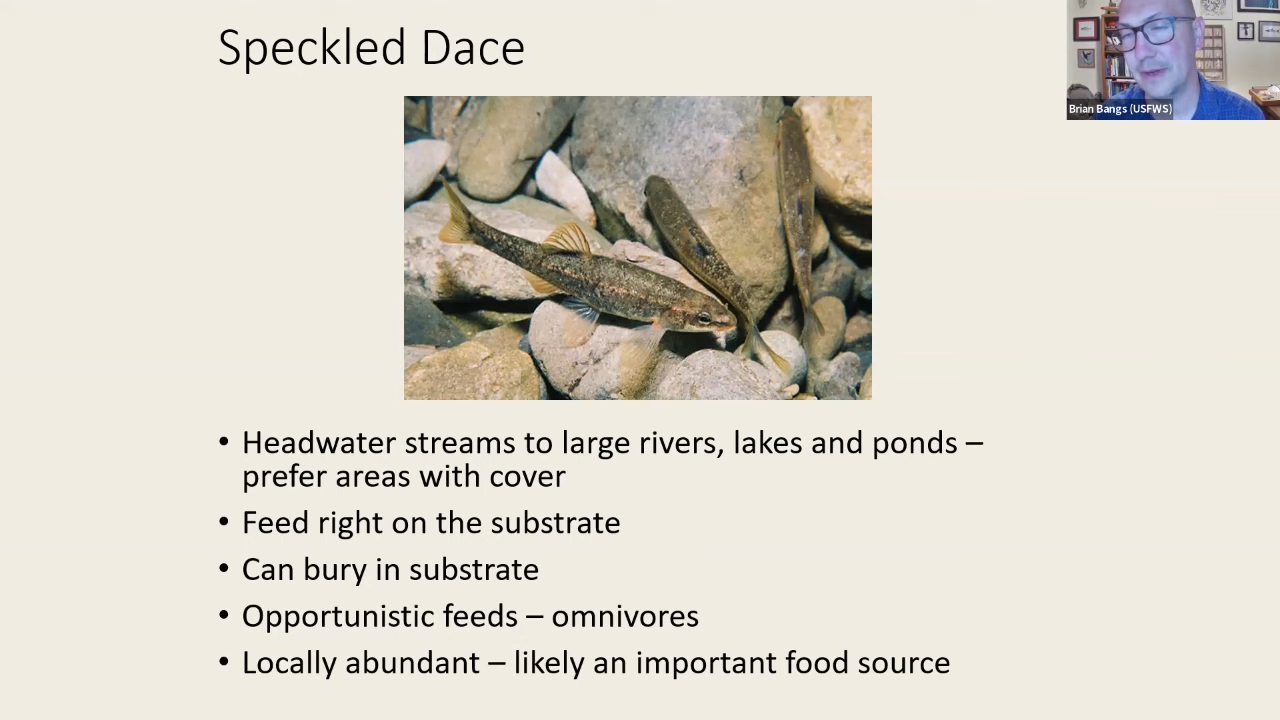 Speckled Dace
Brian Bangs (USFWS)
• Headwater streams to large rivers, lakes and ponds –
prefer areas with cover
• Feed right on the substrate
• Can bury in substrate
• Opportunistic feeds – omnivores
• Locally abundant – likely an important food source